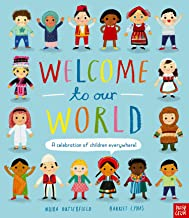 WELCOME
to our
WORLD
A celebration of children everywhere!
MOIRA BUTTERFIELD
HARRIET LYNAS
nosy
crow